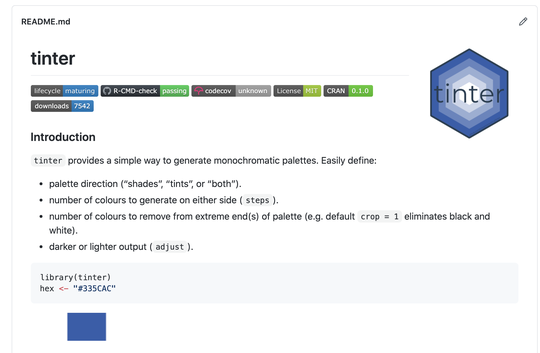 README.md
tinter
lifecycle maturing R-CMD-check passing codecov unknown License MIT CRAN 0.1.0
downloads 7542
tinter
Introduction
tinter provides a simple way to generate monochromatic palettes. Easily define:
• palette direction (“shades”, “tints”, or “both”).
• number of colours to generate on either side ( steps ).
• number of colours to remove from extreme end(s) of palette (e.g. default crop = 1 eliminates black and
white).
• darker or lighter output ( adjust ).
library(tinter)
hex <- "#335CAC"